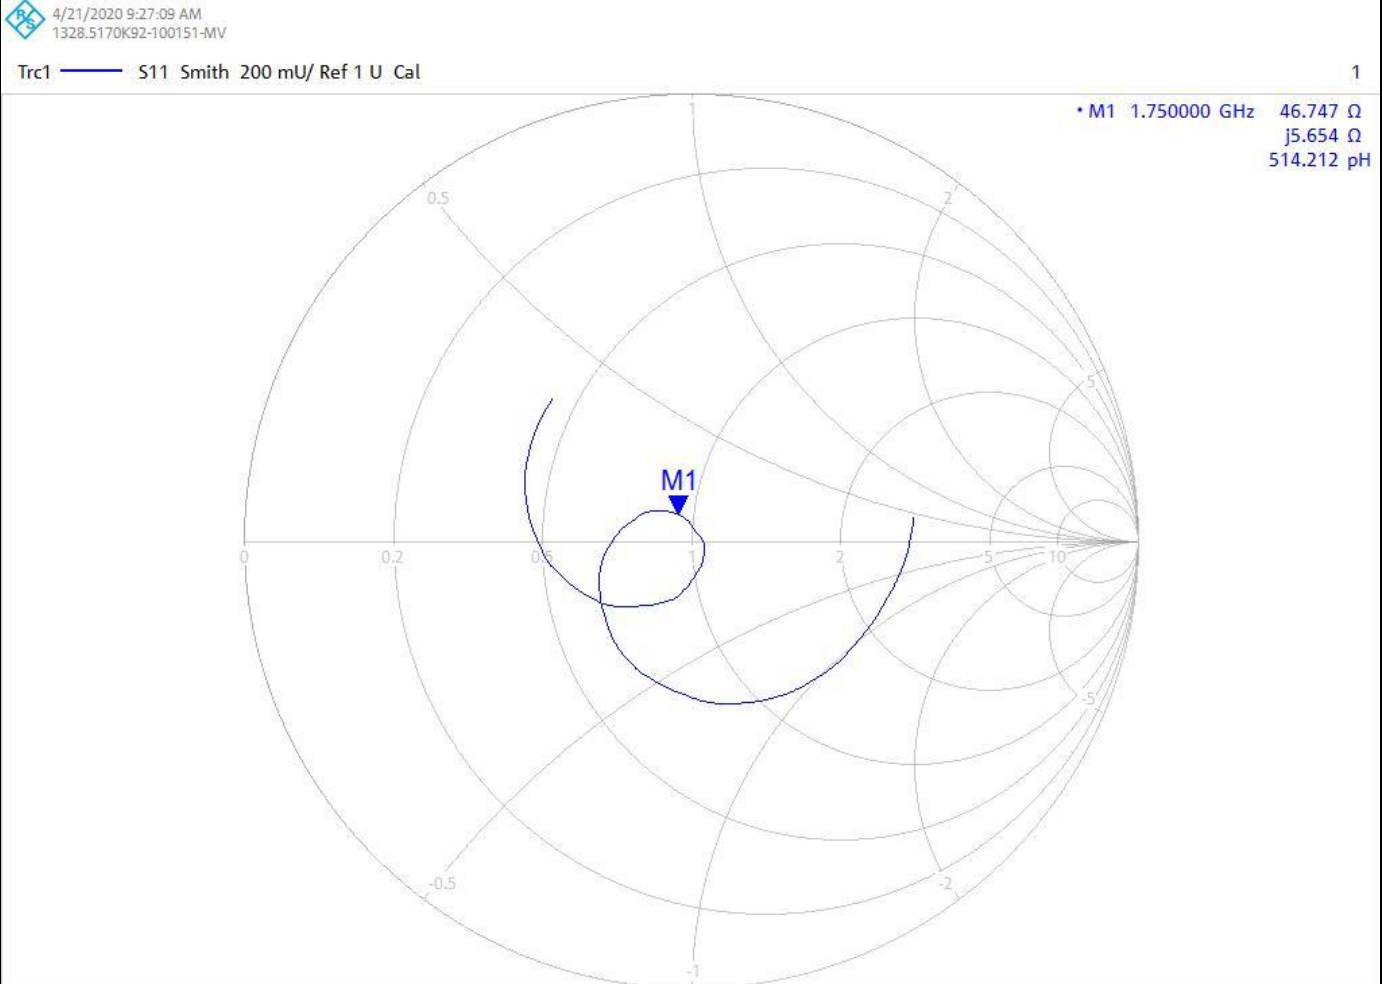 R&S
4/21/2020 9:27:09 AM
1328.5170K92-100151-MV
Trc1 S11 Smith 200 mU/ Ref 1 U Cal 1
• M1 1.750000 GHz 46.747 Ω
j5.654 Ω
514.212 pH
1
0.5
2
5
M1
0 0.2 0.5 1 2 5 10
-5
-0.5
-2
-1